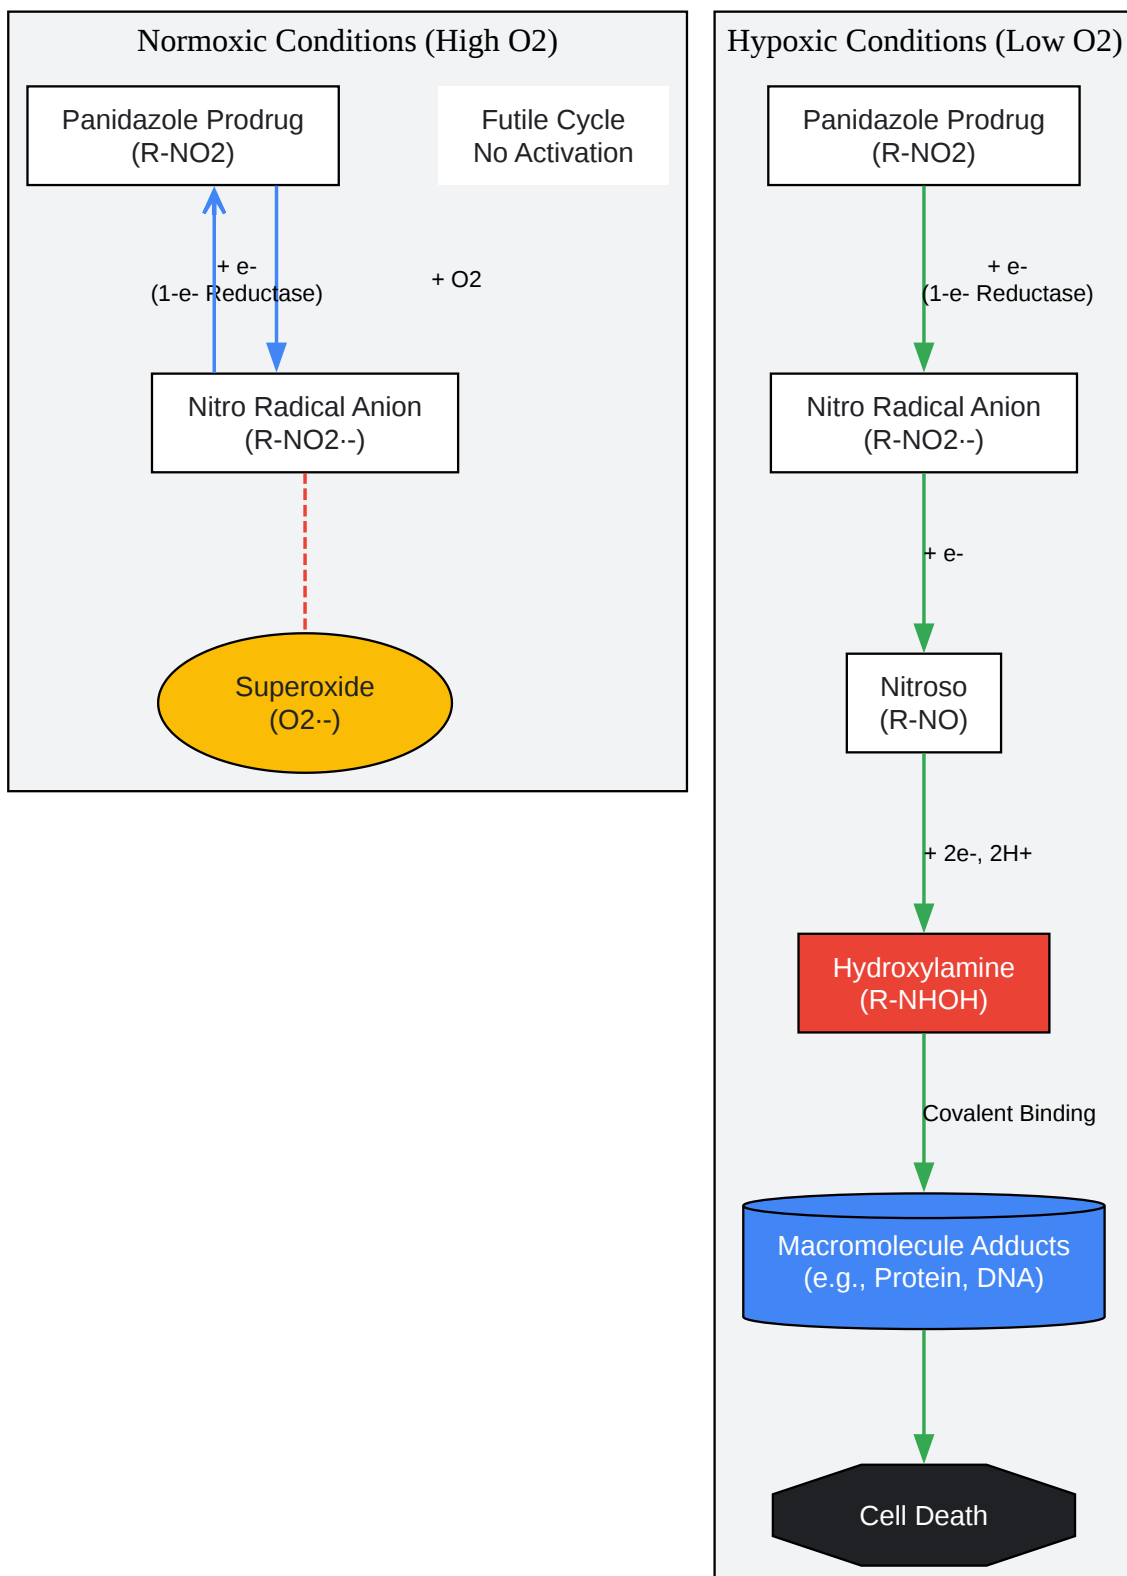 Normoxic Conditions (High O2)
Panidazole Prodrug
(R-NO2)
Futile Cycle
No Activation
+ e-
(1-e- Reductase)
+ O2
Nitro Radical Anion
(R-NO2·-)
Superoxide
(O2·-)
Hypoxic Conditions (Low O2)
Panidazole Prodrug
(R-NO2)
+ e-
(1-e- Reductase)
Nitro Radical Anion
(R-NO2·-)
+ e-
Nitroso
(R-NO)
+ 2e-, 2H+
Hydroxylamine
(R-NHOH)
Covalent Binding
Macromolecule Adducts
(e.g., Protein, DNA)
Cell Death